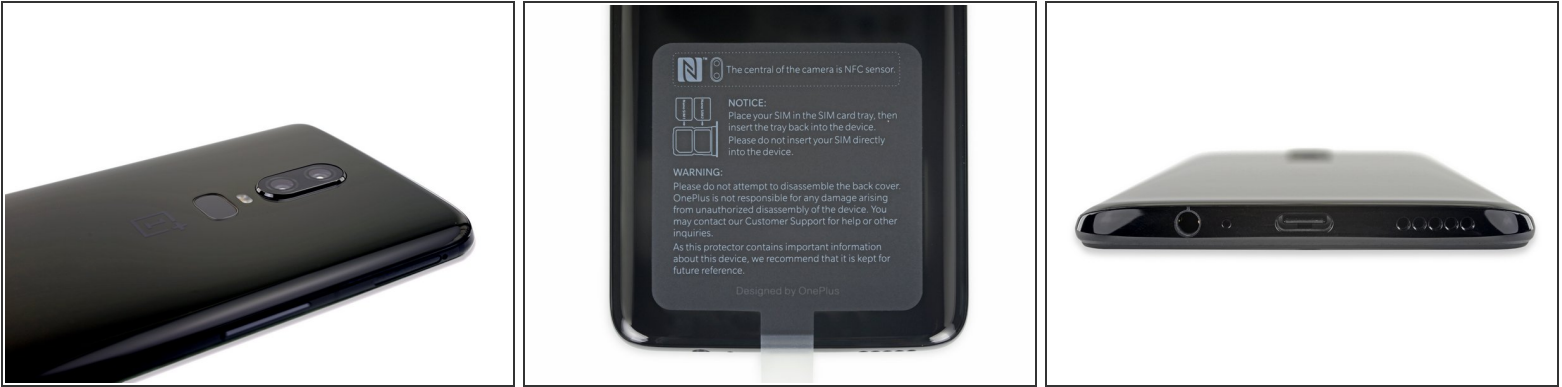 The central of the camera is NFC sensor.
NOTICE:
Place your SIM in the SIM card tray, then
insert the tray back into the device.
Please do not insert your SIM directly
into the device.
WARNING:
Please do not attempt to disassemble the back cover.
OnePlus is not responsible for any damage arising
from unauthorized disassembly of the device. You
may contact our Customer Support for help or other
inquiries.
As this protector contains important information
about this device, we recommend that it is kept for
future reference.
Designed by OnePlus